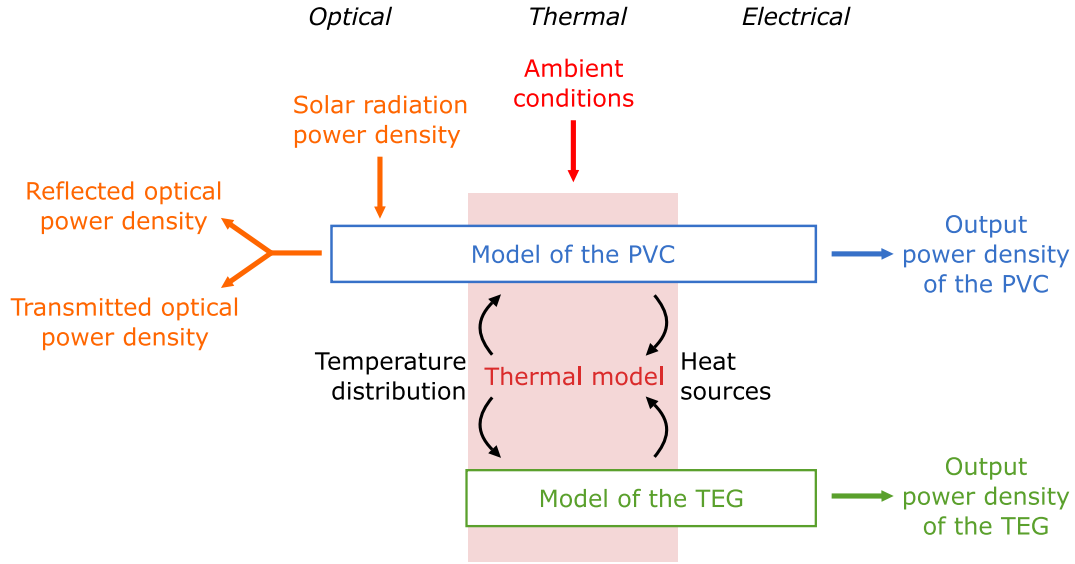 Optical
Thermal
Electrical
Ambient
conditions
Solar radiation
power density
Reflected optical
power density
Model of the PVC
Output
power density
of the PVC
Transmitted optical
power density
Temperature
distribution
Thermal model
Heat
sources
Model of the TEG
Output
power density
of the TEG